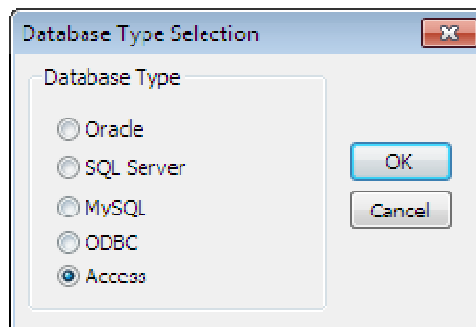 Database Type Selection
Database Type
Oracle
SQL Server
MySQL
ODBC
Access
OK
Cancel